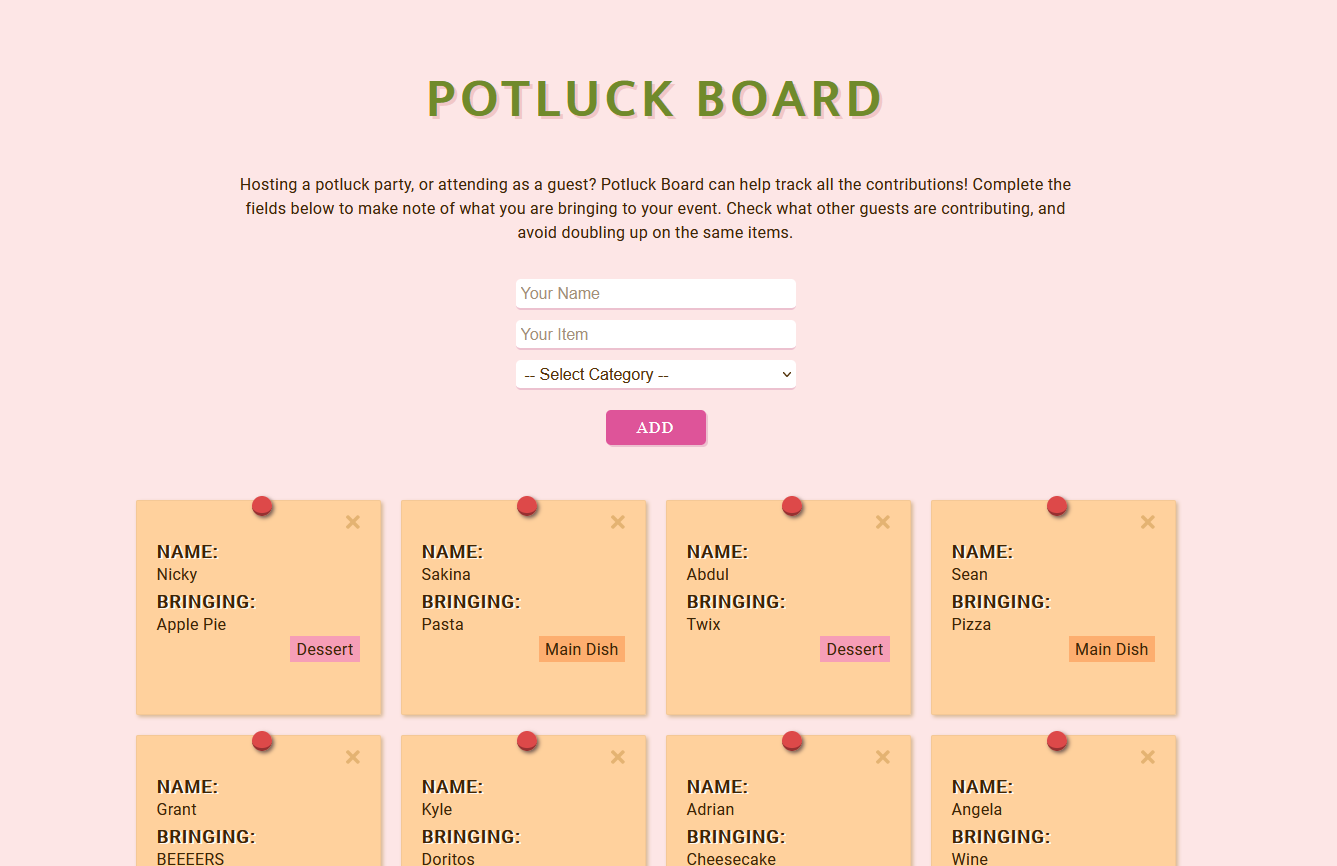 POTLUCK BOARD
Hosting a potluck party, or attending as a guest? Potluck Board can help track all the contributions! Complete the
fields below to make note of what you are bringing to your event. Check what other guests are contributing, and
avoid doubling up on the same items.
Your Name
Your Item
-- Select Category --
ADD
NAME:
Nicky
BRINGING:
Apple Pie
Dessert
NAME:
Sakina
BRINGING:
Pasta
Main Dish
NAME:
Abdul
BRINGING:
Twix
Dessert
NAME:
Sean
BRINGING:
Pizza
Main Dish
NAME:
Grant
BRINGING:
BEEEERS
NAME:
Kyle
BRINGING:
Doritos
NAME:
Adrian
BRINGING:
Cheesecake
NAME:
Angela
BRINGING:
Wine